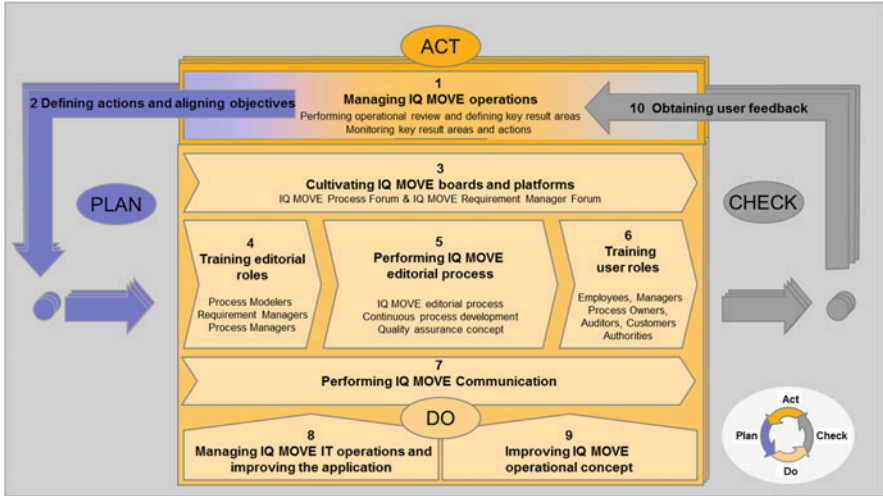 ACT
1
Managing IQ MOVE operations
Performing operational review and defining key result areas
Monitoring key result areas and actions
2 Defining actions and aligning objectives
10 Obtaining user feedback
PLAN
CHECK
3
Cultivating IQ MOVE boards and platforms
IQ MOVE Process Forum & IQ MOVE Requirement Manager Forum
4
Training editorial
roles
Process Modelers
Requirement Managers
Process Managers
5
Performing IQ MOVE
editorial process
IQ MOVE editorial process
Continuous process development
Quality assurance concept
6
Training
user roles
Employees, Managers
Process Owners,
Auditors, Customers
Authorities
7
Performing IQ MOVE Communication
DO
8
Managing IQ MOVE IT operations and
improving the application
9
Improving IQ MOVE
operational concept
Act
Plan
Check
Do